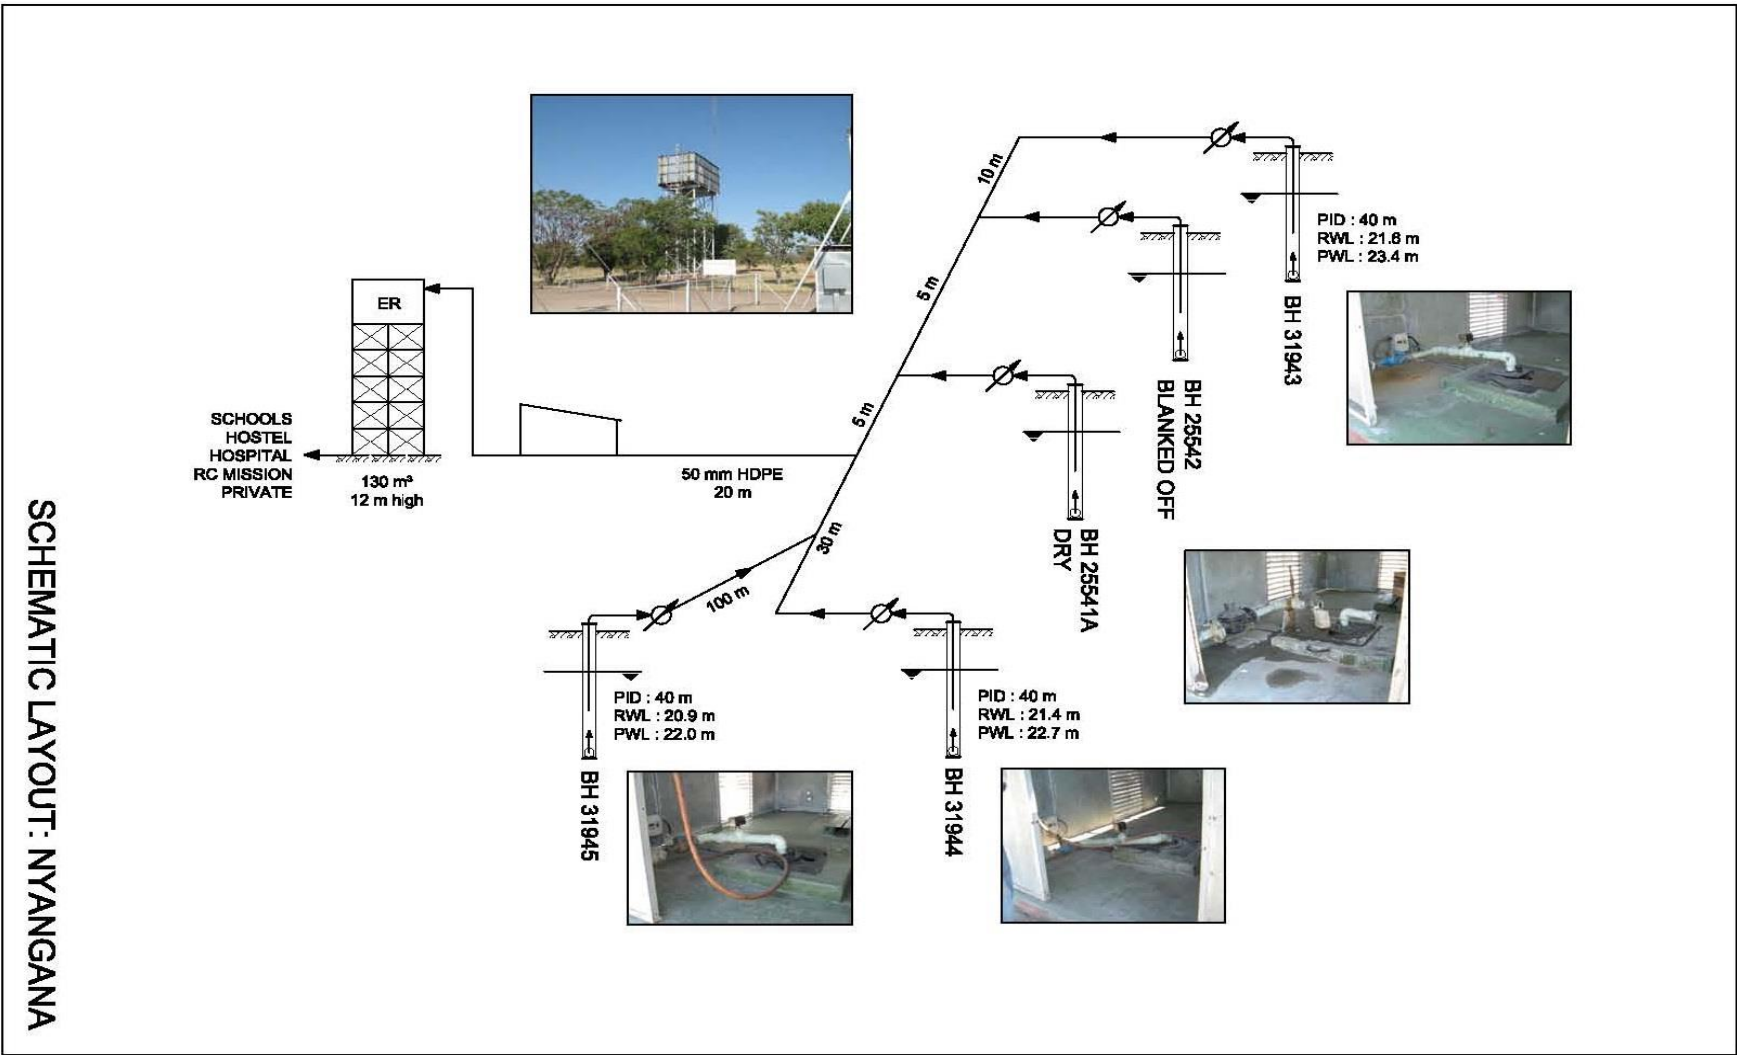 10 m
PID : 40 m
RWL : 21.6 m
PWL : 23.4 m
BH 31943
5 m
BH 25542
BLANKED OFF
ER
5 m
SCHOOLS
HOSTEL
HOSPITAL
RC MISSION
PRIVATE
130 m³
12 m high
50 mm HDPE
20 m
BH 25541A
DRY
30 m
100 m
PID : 40 m
RWL : 20.9 m
PWL : 22.0 m
BH 31945
PID : 40 m
RWL : 21.4 m
PWL : 22.7 m
BH 31944
SCHEMATIC LAYOUT: NYANGANA